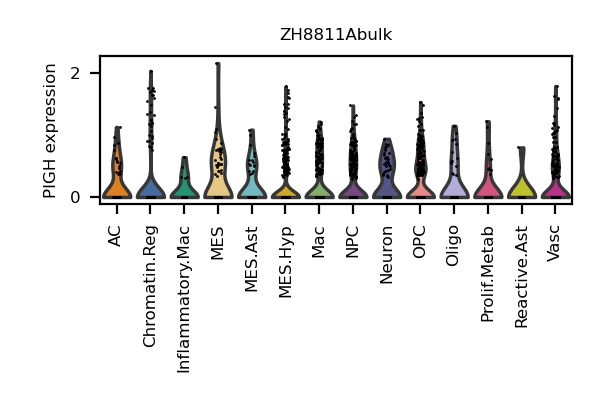 ZH8811Abulk
PIGH expression
2
0
AC
Chromatin.Reg
Inflammatory.Mac
MES
MES.Ast
MES.Hyp
Mac
NPC
Neuron
OPC
Oligo
Prolif.Metab
Reactive.Ast
Vasc